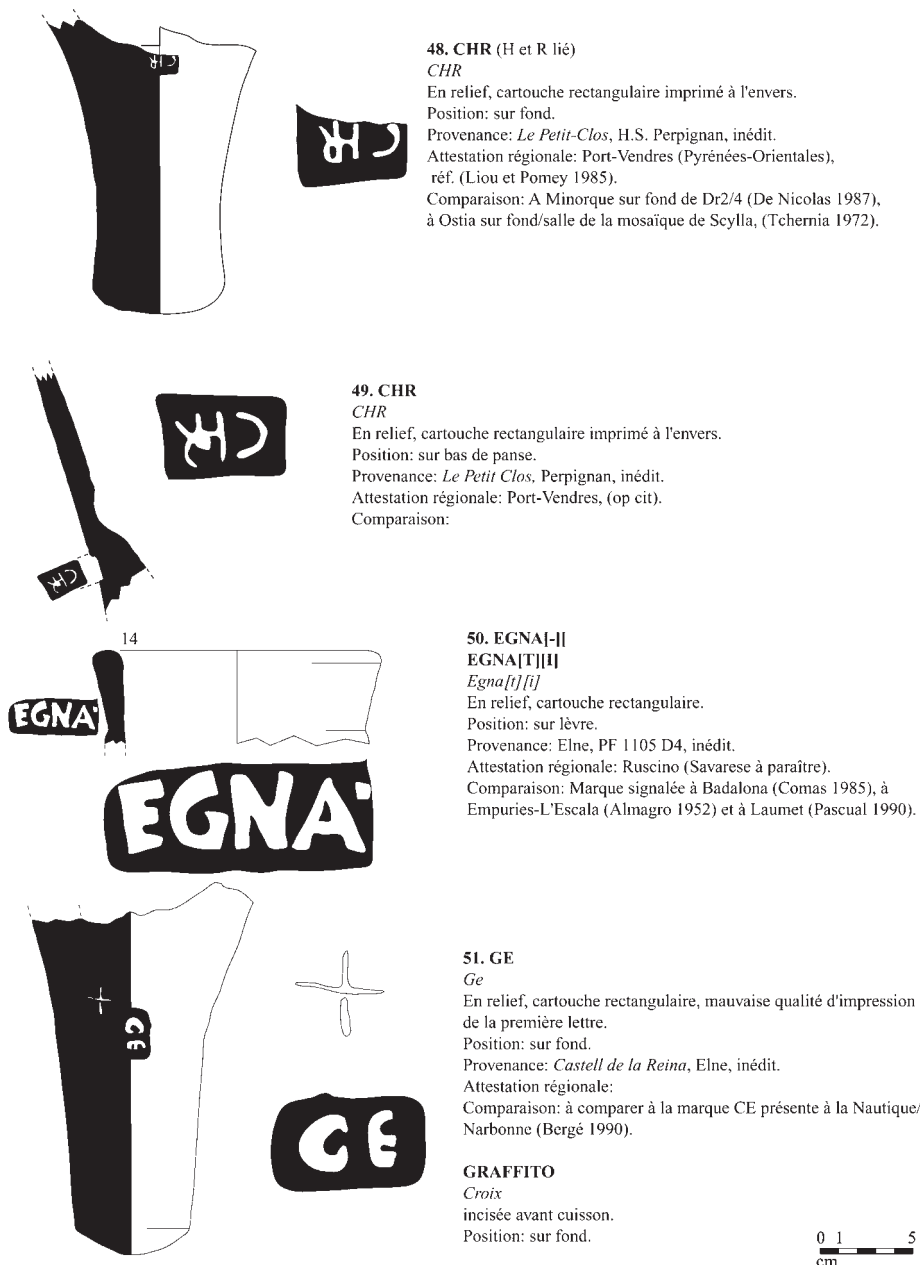 48. CHR (H et R lié)
CHR
En relief, cartouche rectangulaire imprimé à l'envers.
Position: sur fond.
Provenance: Le Petit-Clos, H.S. Perpignan, inédit.
Attestation régionale: Port-Vendres (Pyrénées-Orientales),
réf. (Liou et Pomey 1985).
Comparaison: A Minorque sur fond de Dr2/4 (De Nicolas 1987),
à Ostia sur fond/salle de la mosaïque de Scylla, (Tchernia 1972).
CHR
CHR
49. CHR
CHR
En relief, cartouche rectangulaire imprimé à l'envers.
Position: sur bas de panse.
Provenance: Le Petit Clos, Perpignan, inédit.
Attestation régionale: Port-Vendres, (op cit).
Comparaison:
CHR
CHR
14
50. EGNA[-][
EGNA[T][I]
Egna[t][i]
En relief, cartouche rectangulaire.
Position: sur lèvre.
Provenance: Elne, PF 1105 D4, inédit.
Attestation régionale: Ruscino (Savarese à paraître).
Comparaison: Marque signalée à Badalona (Comas 1985), à
Empuries-L'Escala (Almagro 1952) et à Laumet (Pascual 1990).
EGNA
EGNA
51. GE
Ge
En relief, cartouche rectangulaire, mauvaise qualité d'impression
de la première lettre.
Position: sur fond.
Provenance: Castell de la Reina, Elne, inédit.
Attestation régionale:
Comparaison: à comparer à la marque CE présente à la Nautique/
Narbonne (Bergé 1990).
GE
GE
GRAFFITO
Croix
incisée avant cuisson.
Position: sur fond.
0 1 5
cm